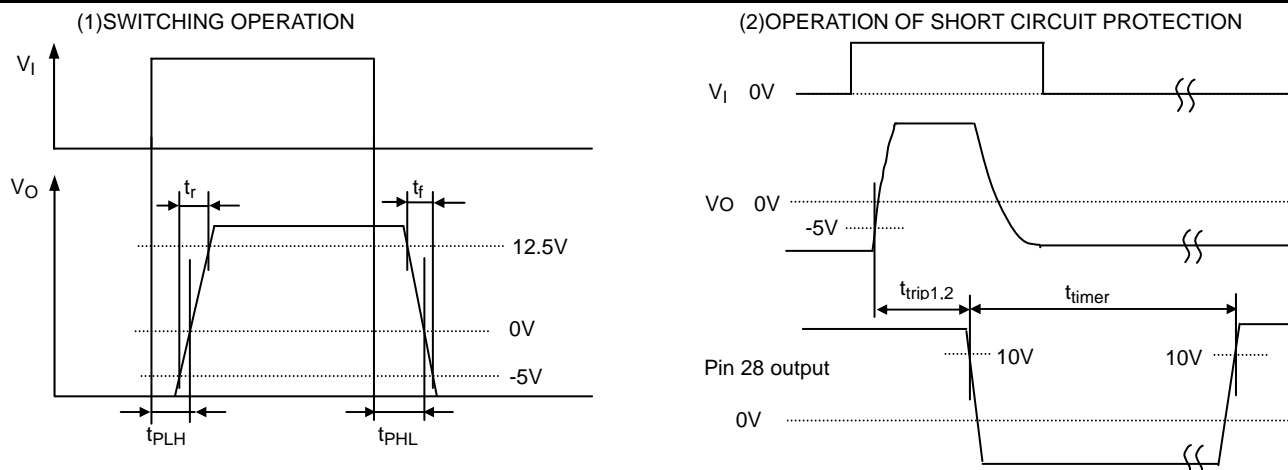 (1)SWITCHING OPERATION
VI
VO
tr
tf
12.5V
0V
-5V
tPLH
tPHL
(2)OPERATION OF SHORT CIRCUIT PROTECTION
VI 0V
VO 0V
-5V
ttrip1,2
ttimer
Pin 28 output
10V
10V
0V